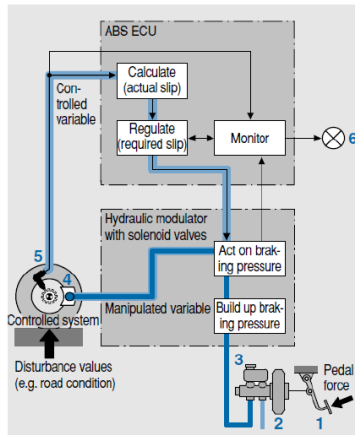 ABS ECU
Calculate
(actual slip)
Con-
trolled
variable
Regulate
(required slip)
Monitor
6
Hydraulic modulator
with solenoid valves
Act on brak-
ing pressure
5
4
Controlled system
Manipulated variable
Build up brak-
ing pressure
Disturbance values
(e.g. road condition)
3
Pedal
force
2
1